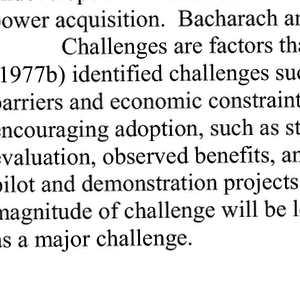 power acquisition. Bacharach an
Challenges are factors tha
1977b) identified challenges suc
barriers and economic constraint
encouraging adoption, such as st
evaluation, observed benefits, an
pilot and demonstration projects
magnitude of challenge will be l
as a major challenge.